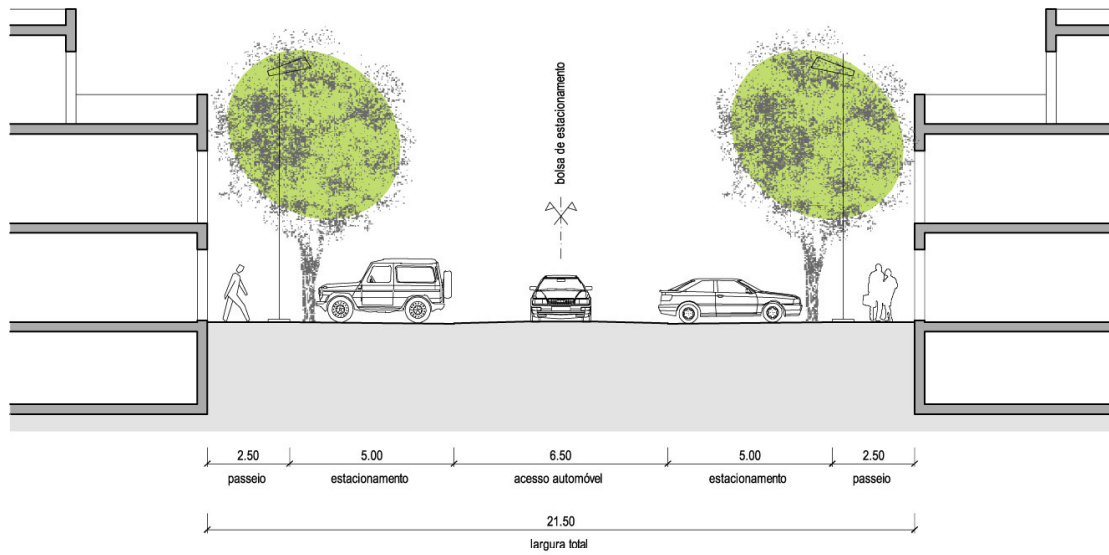 bolsa de estacionamento
2.50 5.00 6.50 5.00 2.50
passeio estacionamento acesso automóvel estacionamento passeio
21.50
largura total